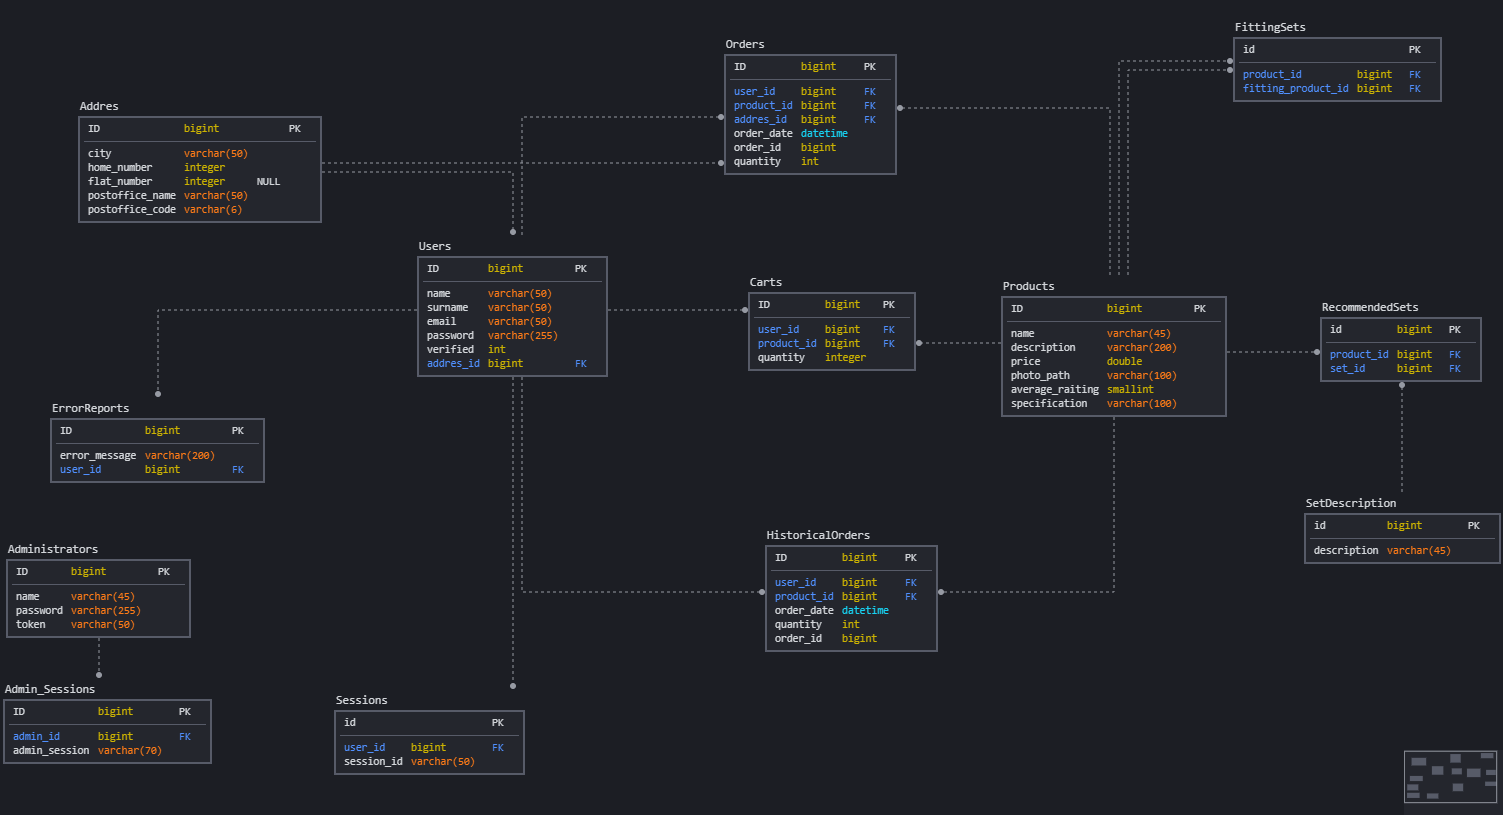 FittingSets
id PK
product_id bigint FK
fitting_product_id bigint FK
Orders
ID bigint PK
user_id bigint FK
product_id bigint FK
addres_id bigint FK
order_date datetime
order_id bigint
quantity int
Addres
ID bigint PK
city varchar(50)
home_number integer
flat_number integer NULL
postoffice_name varchar(50)
postoffice_code varchar(6)
Users
ID bigint PK
name varchar(50)
surname varchar(50)
email varchar(50)
password varchar(255)
verified int
addres_id bigint FK
Carts
ID bigint PK
user_id bigint FK
product_id bigint FK
quantity integer
Products
ID bigint PK
name varchar(45)
description varchar(200)
price double
photo_path varchar(100)
average_raiting smallint
specification varchar(100)
RecommendedSets
id bigint PK
product_id bigint FK
set_id bigint FK
ErrorReports
ID bigint PK
error_message varchar(200)
user_id bigint FK
SetDescription
id bigint PK
description varchar(45)
HistoricalOrders
ID bigint PK
user_id bigint FK
product_id bigint FK
order_date datetime
quantity int
order_id bigint
Administrators
ID bigint PK
name varchar(45)
password varchar(255)
token varchar(50)
Admin_Sessions
ID bigint PK
admin_id bigint FK
admin_session varchar(70)
Sessions
id PK
user_id bigint FK
session_id varchar(50)